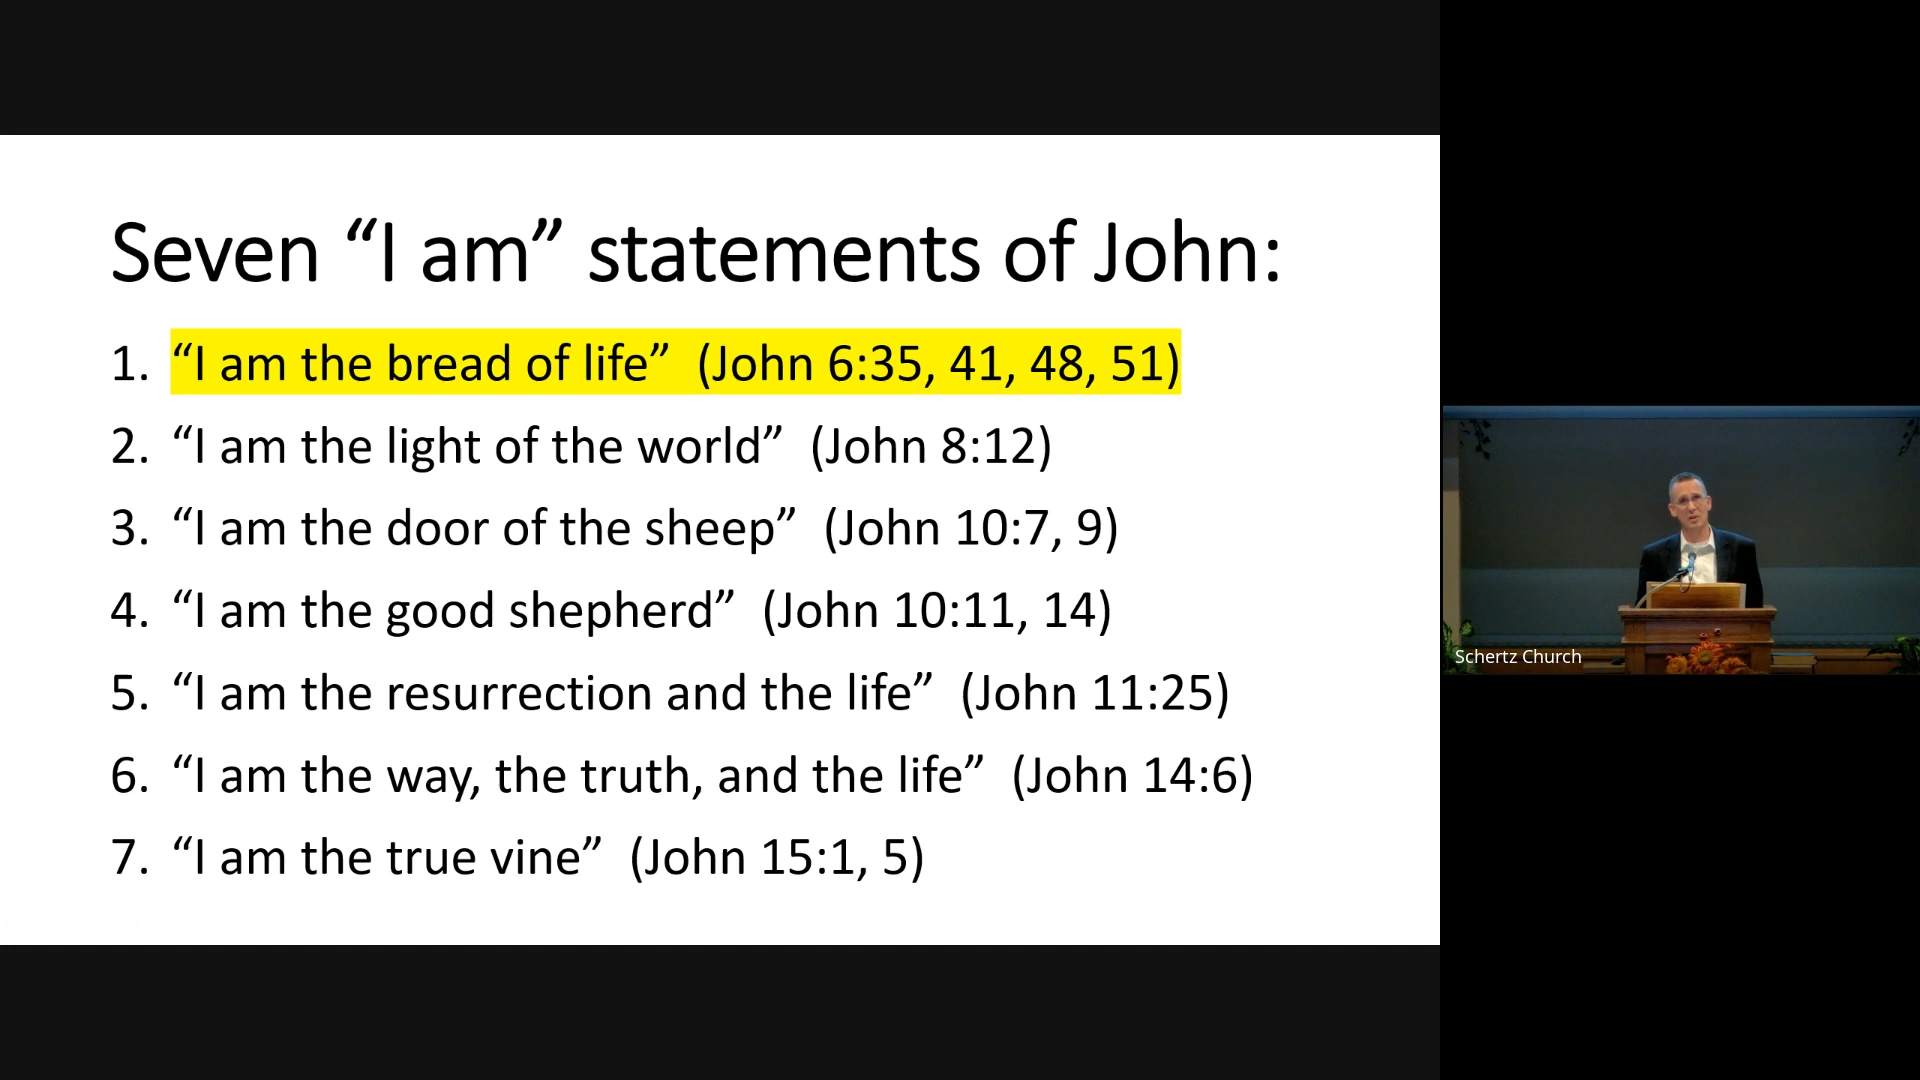 Seven “I am” statements of John:
1. “I am the bread of life” (John 6:35, 41, 48, 51)
2. “I am the light of the world” (John 8:12)
3. “I am the door of the sheep” (John 10:7, 9)
4. “I am the good shepherd” (John 10:11, 14)
5. “I am the resurrection and the life” (John 11:25)
6. “I am the way, the truth, and the life” (John 14:6)
7. “I am the true vine” (John 15:1, 5)
Schertz Church